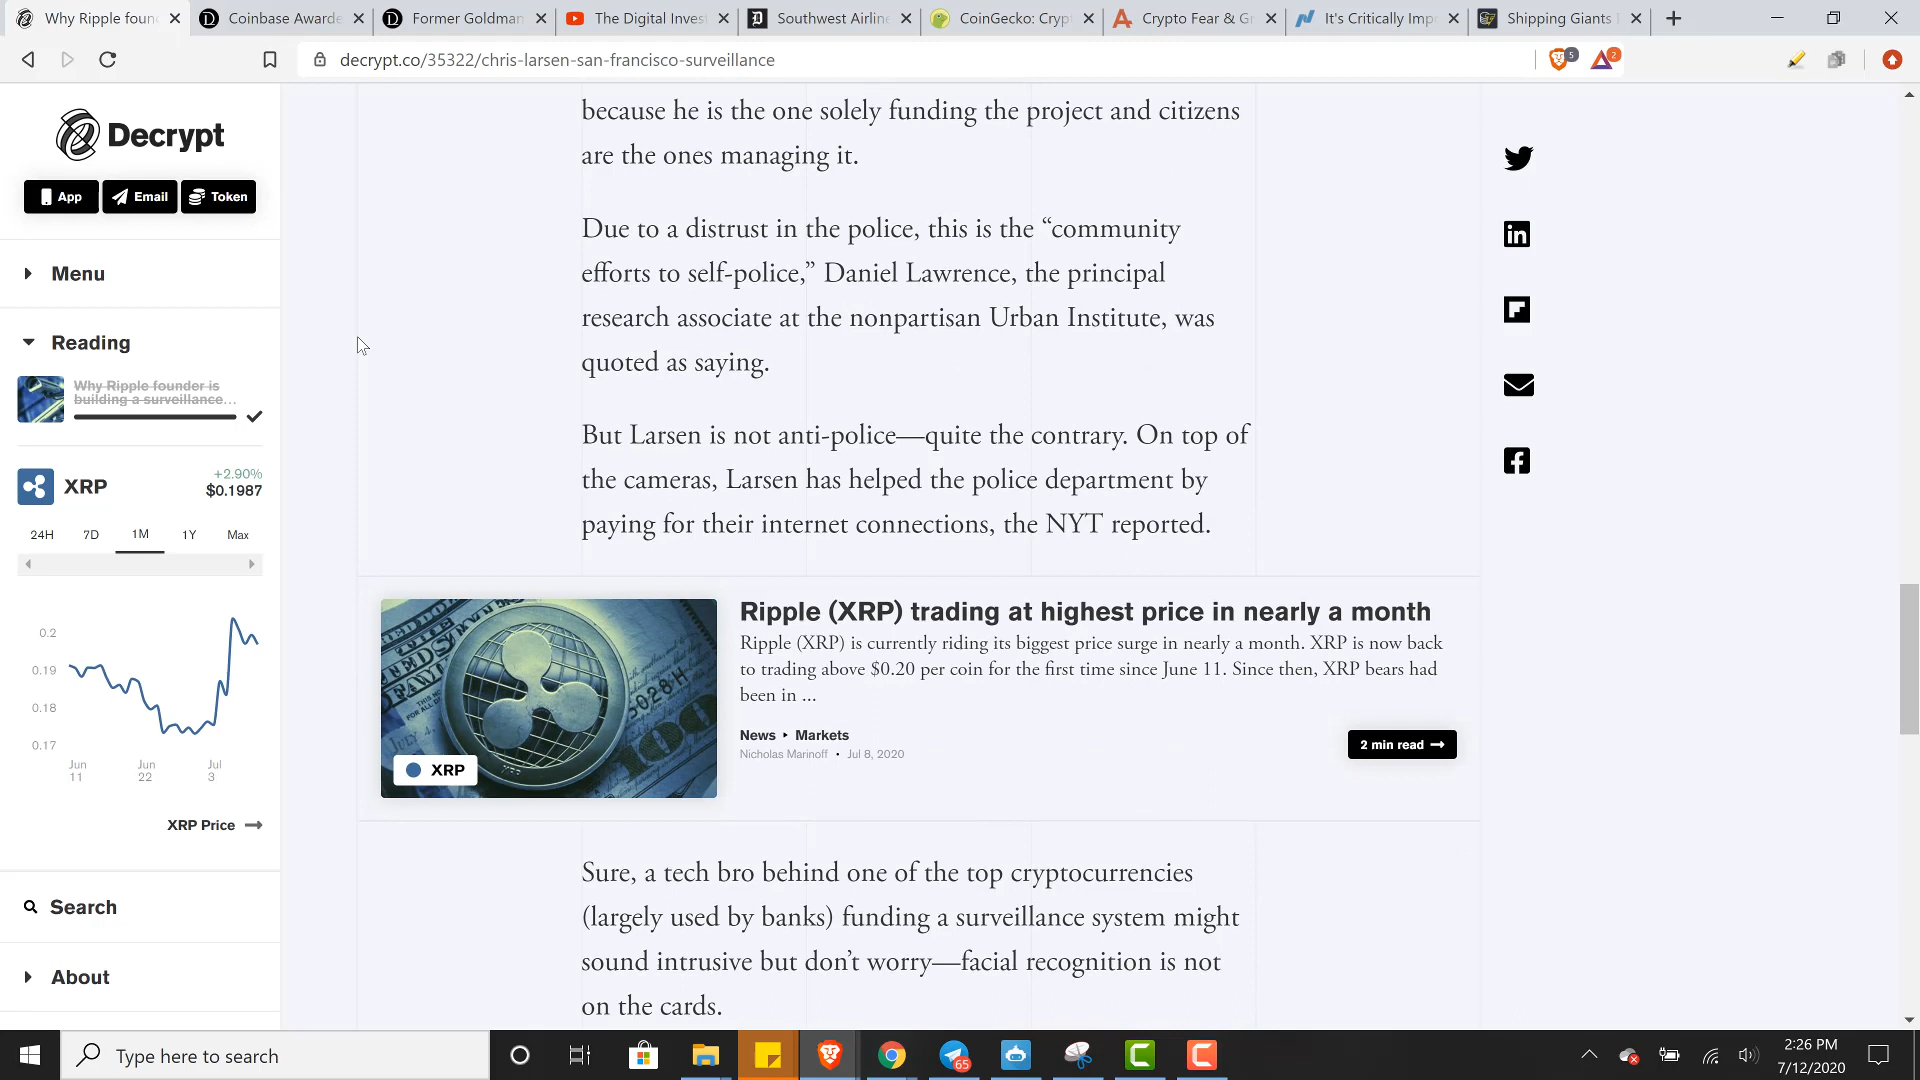 Why Ripple foun
Coinbase Awarde
Former Goldman
The Digital Invest
Southwest Airline
CoinGecko: Crypt
Crypto Fear & Gr
It's Critically Imp
Shipping Giants
decrypt.co/35322/chris-larsen-san-francisco-surveillance
5
2
Decrypt
App
Email
Token
Menu
Reading
Why Ripple founder is
building a surveillance...
XRP
+2.90%
$0.1987
24H 7D 1M 1Y Max
0.2
0.19
0.18
0.17
Jun
11
Jun
22
Jul
3
XRP Price
Search
About
because he is the one solely funding the project and citizens
are the ones managing it.
Due to a distrust in the police, this is the “community
efforts to self-police,” Daniel Lawrence, the principal
research associate at the nonpartisan Urban Institute, was
quoted as saying.
But Larsen is not anti-police—quite the contrary. On top of
the cameras, Larsen has helped the police department by
paying for their internet connections, the NYT reported.
XRP
Ripple (XRP) trading at highest price in nearly a month
Ripple (XRP) is currently riding its biggest price surge in nearly a month. XRP is now back
to trading above $0.20 per coin for the first time since June 11. Since then, XRP bears had
been in ...
News ‣ Markets
Nicholas Marinoff • Jul 8, 2020
2 min read
Sure, a tech bro behind one of the top cryptocurrencies
(largely used by banks) funding a surveillance system might
sound intrusive but don’t worry—facial recognition is not
on the cards.
Type here to search
65
2:26 PM
7/12/2020